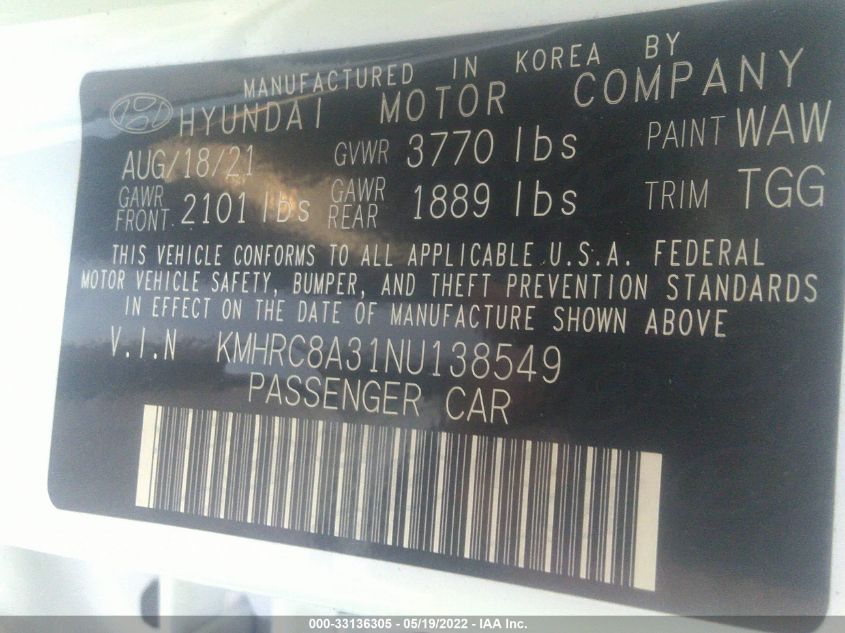 MANUFACTURED IN KOREA BY
HYUNDAI MOTOR COMPANY
AUG/18/21 GVWR 3770 lbs PAINT WAW
GAWR FRONT 2101 lbs GAWR REAR 1889 lbs TRIM TGG
THIS VEHICLE CONFORMS TO ALL APPLICABLE U.S.A. FEDERAL
MOTOR VEHICLE SAFETY, BUMPER, AND THEFT PREVENTION STANDARDS
IN EFFECT ON THE DATE OF MANUFACTURE SHOWN ABOVE
V.I.N KMHRC8A31NU138549
PASSENGER CAR
000-33136305 - 05/19/2022 - IAA Inc.